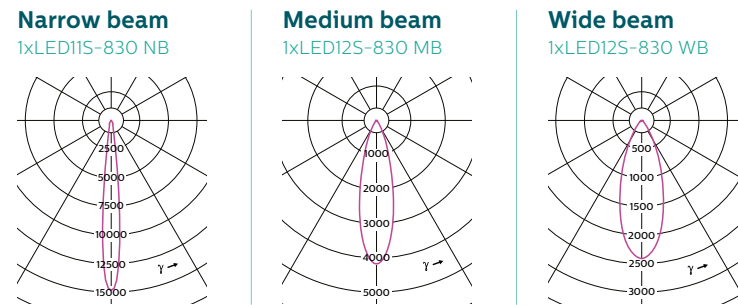 Narrow beam
1xLED11S-830 NB
2500
5000
7500
10000
12500
15000
γ
Medium beam
1xLED12S-830 MB
1000
2000
3000
4000
5000
γ
Wide beam
1xLED12S-830 WB
500
1000
1500
2000
2500
3000
γ